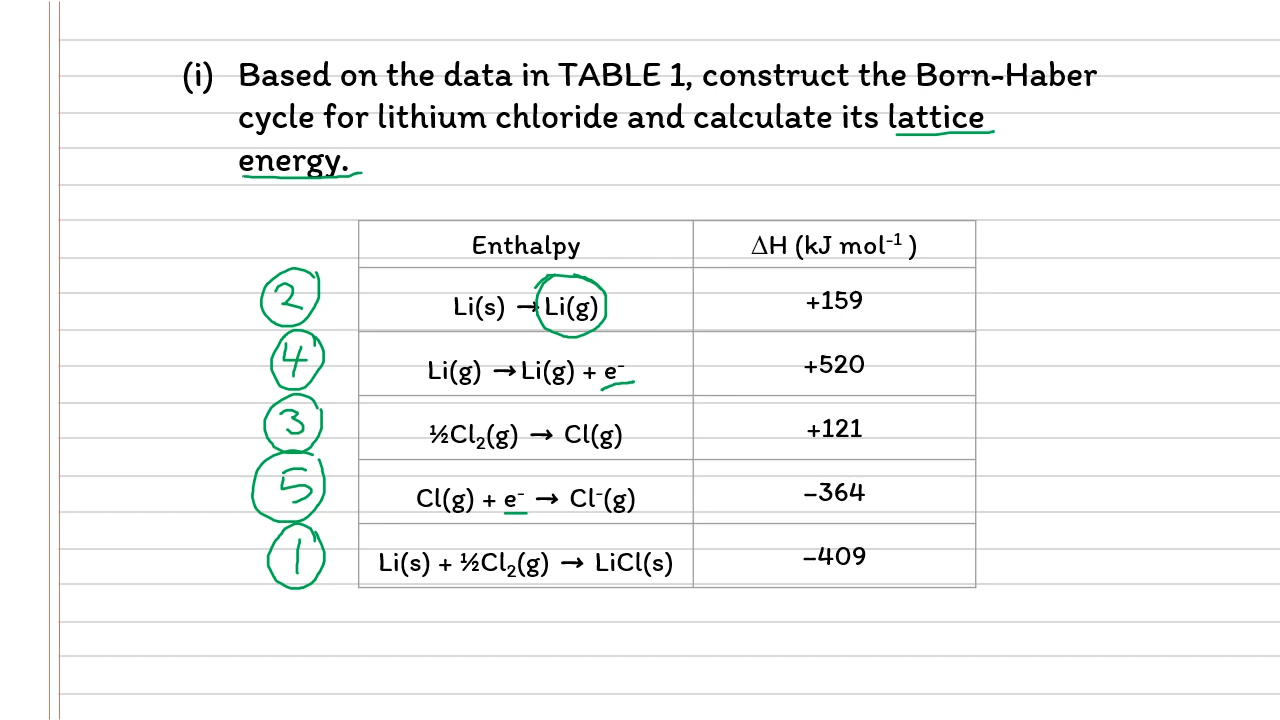 (i) Based on the data in TABLE 1, construct the Born-Haber
cycle for lithium chloride and calculate its lattice
energy.
Enthalpy ΔH (kJ mol⁻¹ )
2 Li(s) → Li(g) +159
4 Li(g) → Li(g) + e⁻ +520
3 ½Cl₂(g) → Cl(g) +121
5 Cl(g) + e⁻ → Cl⁻(g) −364
1 Li(s) + ½Cl₂(g) → LiCl(s) −409